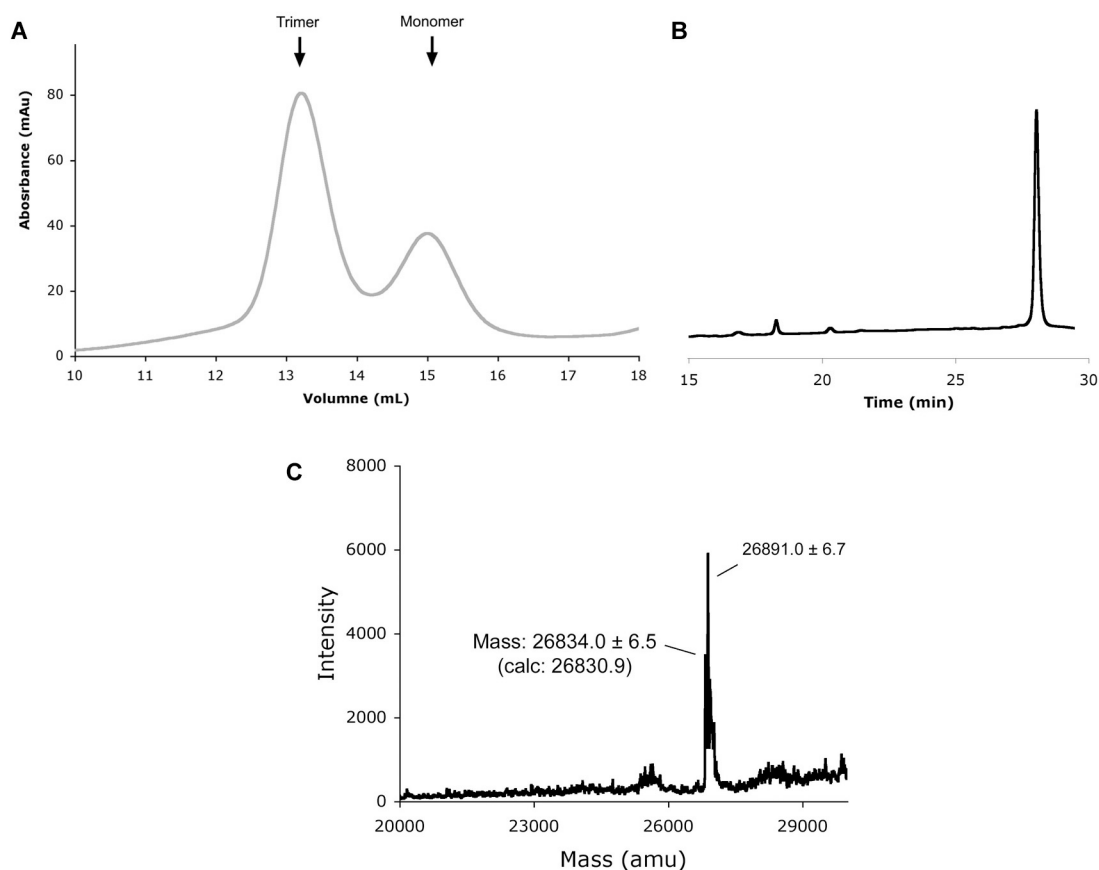 A
Trimer
Monomer
Abosrbance (mAu)
80
60
40
20
0
10 11 12 13 14 15 16 17 18
Volumne (mL)
B
15 20 25 30
Time (min)
C
Intensity
8000
6000
4000
2000
0
26891.0 ± 6.7
Mass: 26834.0 ± 6.5
(calc: 26830.9)
20000 23000 26000 29000
Mass (amu)